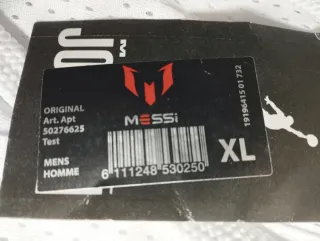 MESSi
ORIGINAL
Art. Apt
50276625
Test
MENS
HOMME
6 111248 530250
XL
19196415 01 732